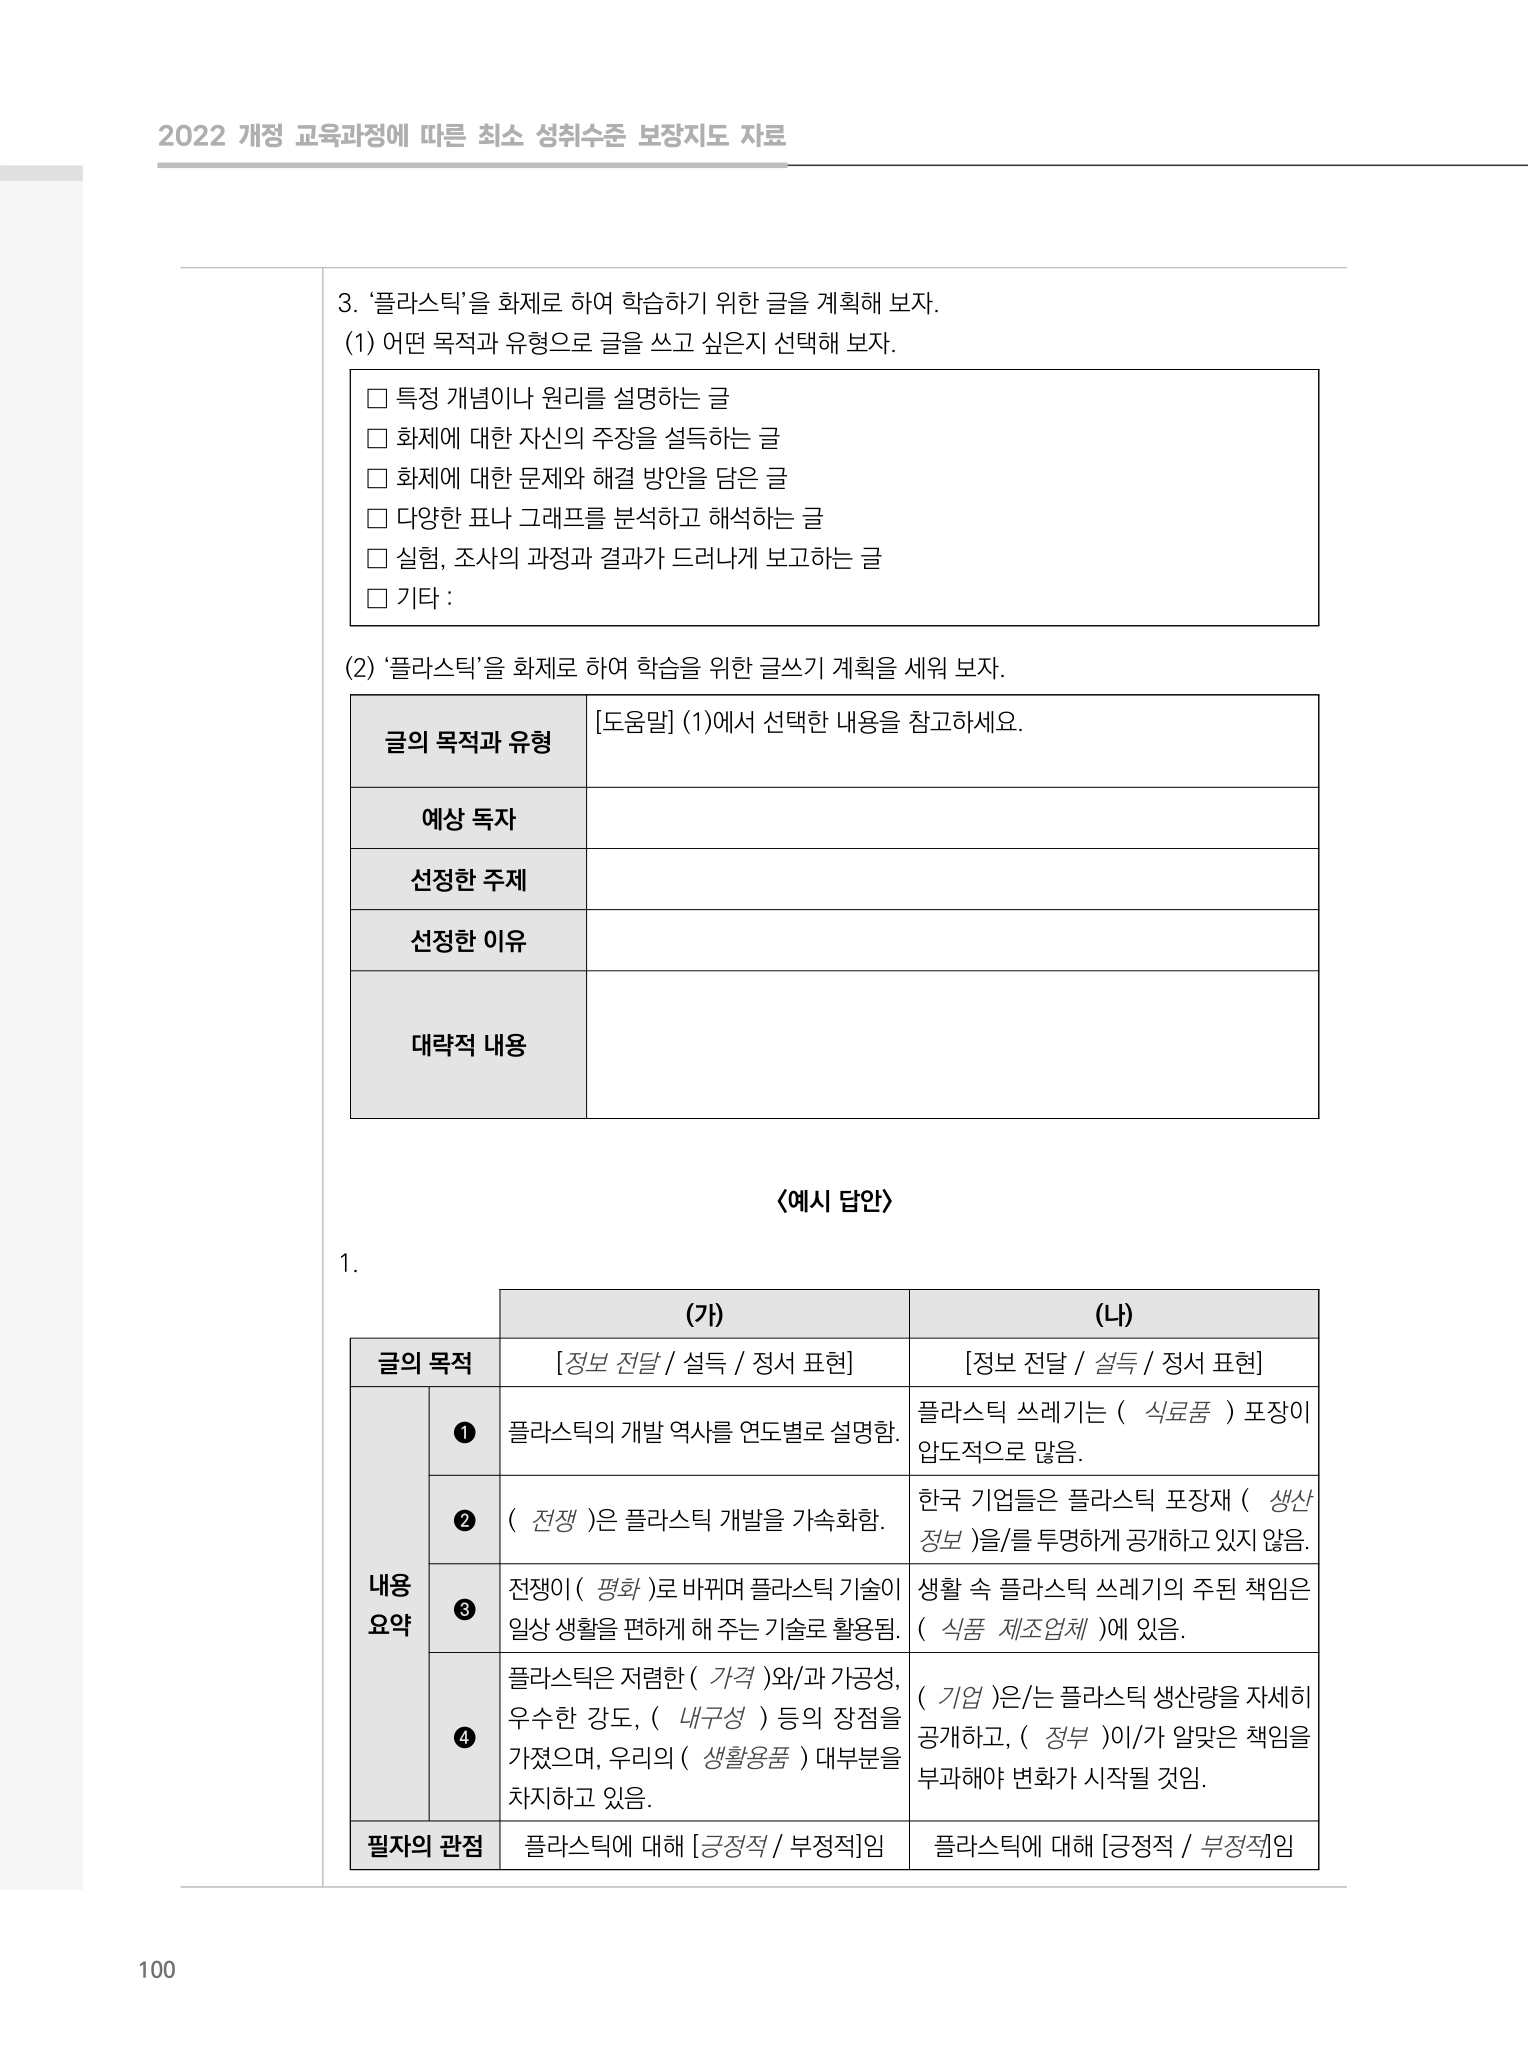 2022 개정 교육과정에 따른 최소 성취수준 보장지도 자료
3. ‘플라스틱’을 화제로 하여 학습하기 위한 글을 계획해 보자.
(1) 어떤 목적과 유형으로 글을 쓰고 싶은지 선택해 보자.
□ 특정 개념이나 원리를 설명하는 글
□ 화제에 대한 자신의 주장을 설득하는 글
□ 화제에 대한 문제와 해결 방안을 담은 글
□ 다양한 표나 그래프를 분석하고 해석하는 글
□ 실험, 조사의 과정과 결과가 드러나게 보고하는 글
□ 기타 :
(2) ‘플라스틱’을 화제로 하여 학습을 위한 글쓰기 계획을 세워 보자.
글의 목적과 유형
[도움말] (1)에서 선택한 내용을 참고하세요.
예상 독자
선정한 주제
선정한 이유
대략적 내용
〈예시 답안〉
1.
(가)
(나)
글의 목적
[정보 전달 / 설득 / 정서 표현]
[정보 전달 / 설득 / 정서 표현]
내용
요약
❶
플라스틱의 개발 역사를 연도별로 설명함.
플라스틱 쓰레기는 ( 식료품 ) 포장이
압도적으로 많음.
❷
( 전쟁 )은 플라스틱 개발을 가속화함.
한국 기업들은 플라스틱 포장재 ( 생산
정보 )을/를 투명하게 공개하고 있지 않음.
❸
전쟁이 ( 평화 )로 바뀌며 플라스틱 기술이
일상 생활을 편하게 해 주는 기술로 활용됨.
생활 속 플라스틱 쓰레기의 주된 책임은
( 식품 제조업체 )에 있음.
❹
플라스틱은 저렴한 ( 가격 )와/과 가공성,
우수한 강도, ( 내구성 ) 등의 장점을
가졌으며, 우리의 ( 생활용품 ) 대부분을
차지하고 있음.
( 기업 )은/는 플라스틱 생산량을 자세히
공개하고, ( 정부 )이/가 알맞은 책임을
부과해야 변화가 시작될 것임.
필자의 관점
플라스틱에 대해 [긍정적 / 부정적]임
플라스틱에 대해 [긍정적 / 부정적]임
100